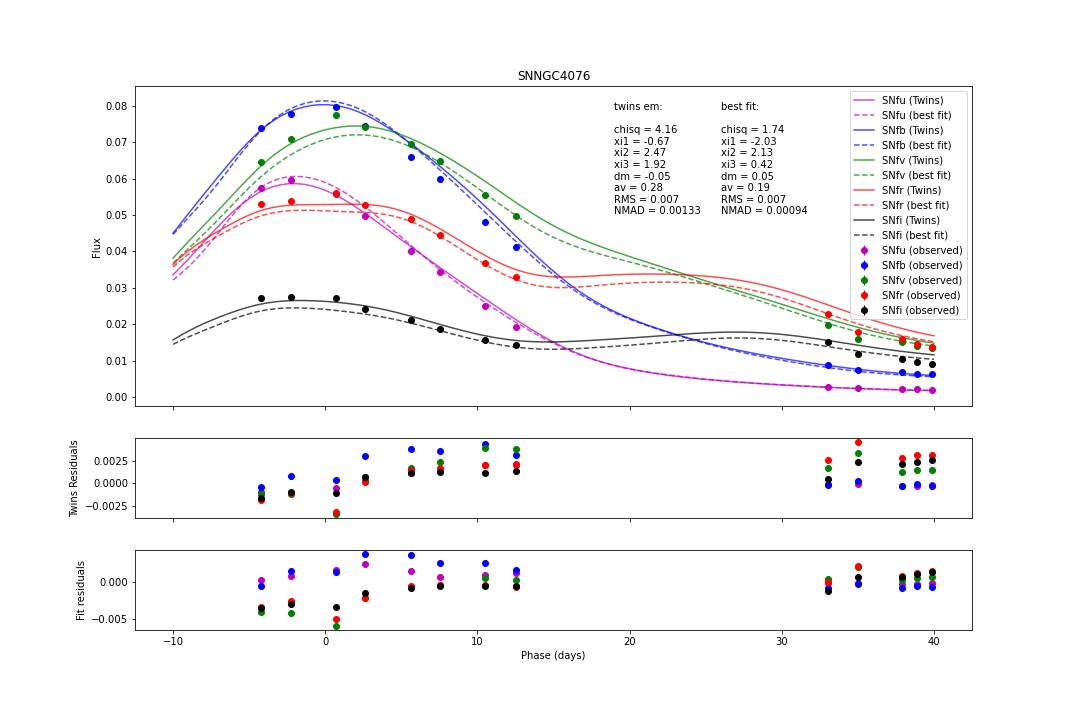 SNNGC4076
Flux
0.08
0.07
0.06
0.05
0.04
0.03
0.02
0.01
0.00
twins em:
chisq = 4.16
xi1 = -0.67
xi2 = 2.47
xi3 = 1.92
dm = -0.05
av = 0.28
RMS = 0.007
NMAD = 0.00133
best fit:
chisq = 1.74
xi1 = -2.03
xi2 = 2.13
xi3 = 0.42
dm = 0.05
av = 0.19
RMS = 0.007
NMAD = 0.00094
SNfu (Twins)
SNfu (best fit)
SNfb (Twins)
SNfb (best fit)
SNfv (Twins)
SNfv (best fit)
SNfr (Twins)
SNfr (best fit)
SNfi (Twins)
SNfi (best fit)
SNfu (observed)
SNfb (observed)
SNfv (observed)
SNfr (observed)
SNfi (observed)
Twins Residuals
0.0025
0.0000
−0.0025
Fit residuals
0.000
−0.005
−10
0
10
20
30
40
Phase (days)